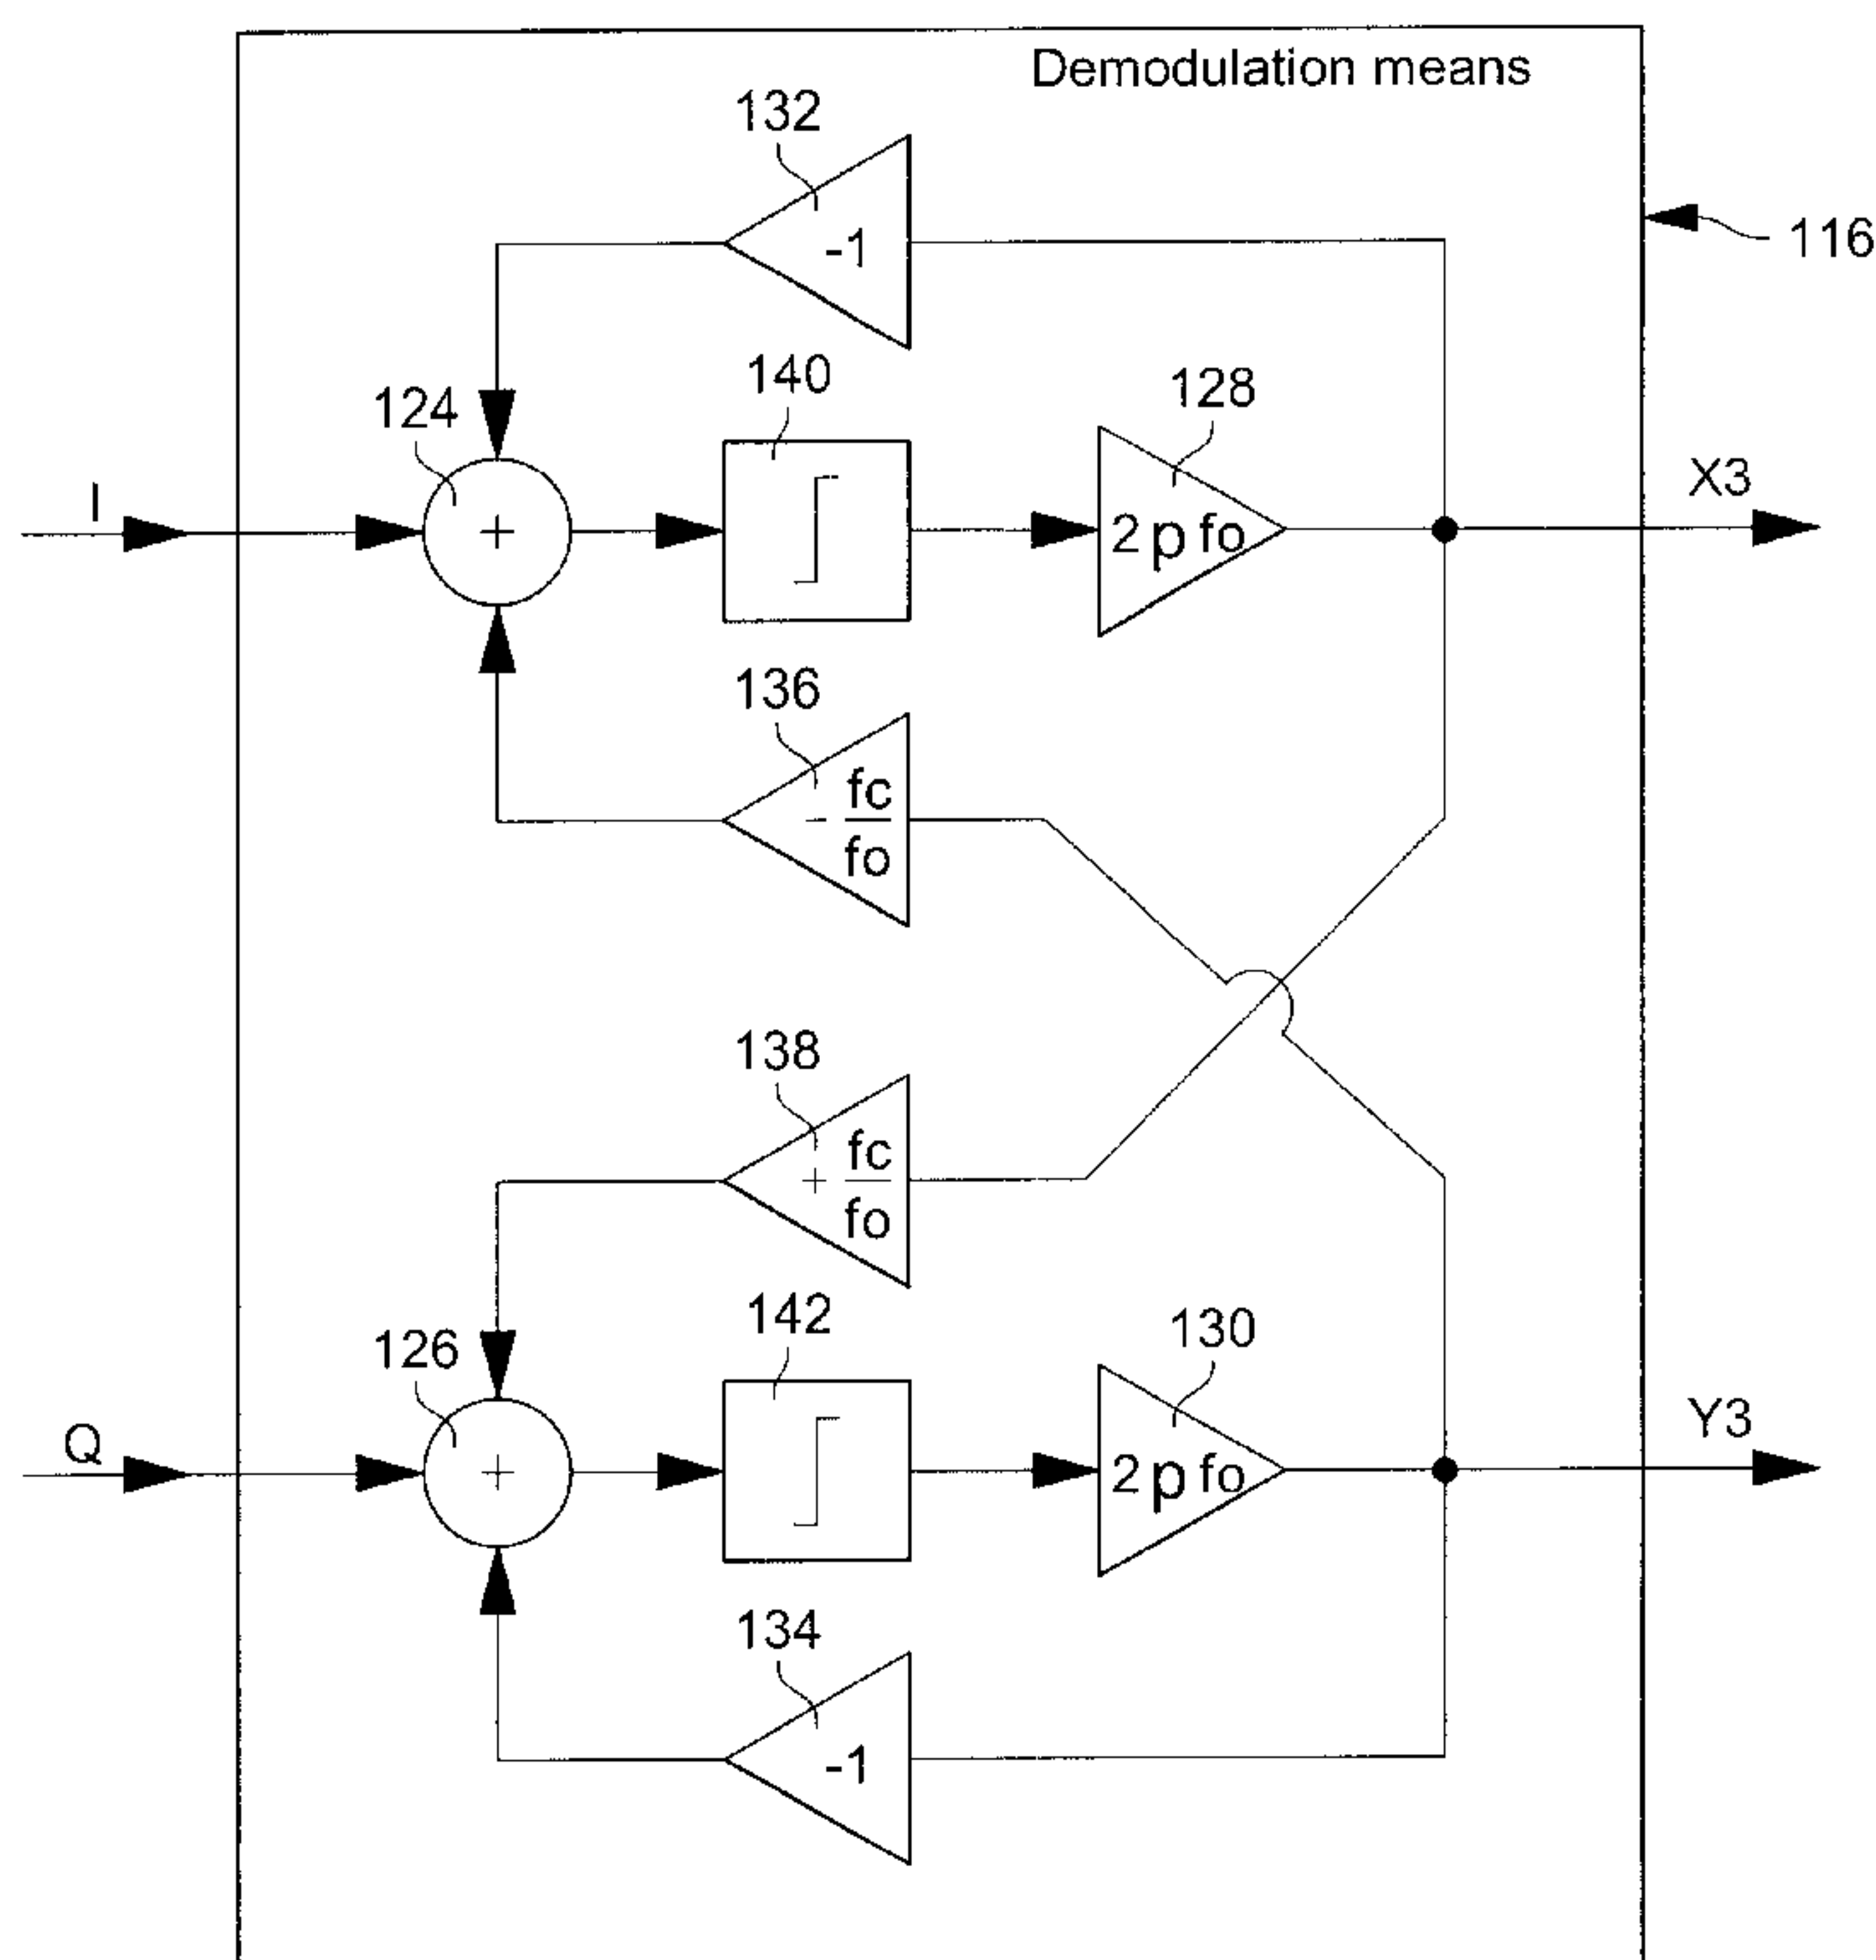 Demodulation means
132
-1
116
140
128
124
I
+
2 p fo
X3
136
- fc
fo
138
+ fc
fo
142
130
126
Q
+
2 p fo
Y3
134
-1